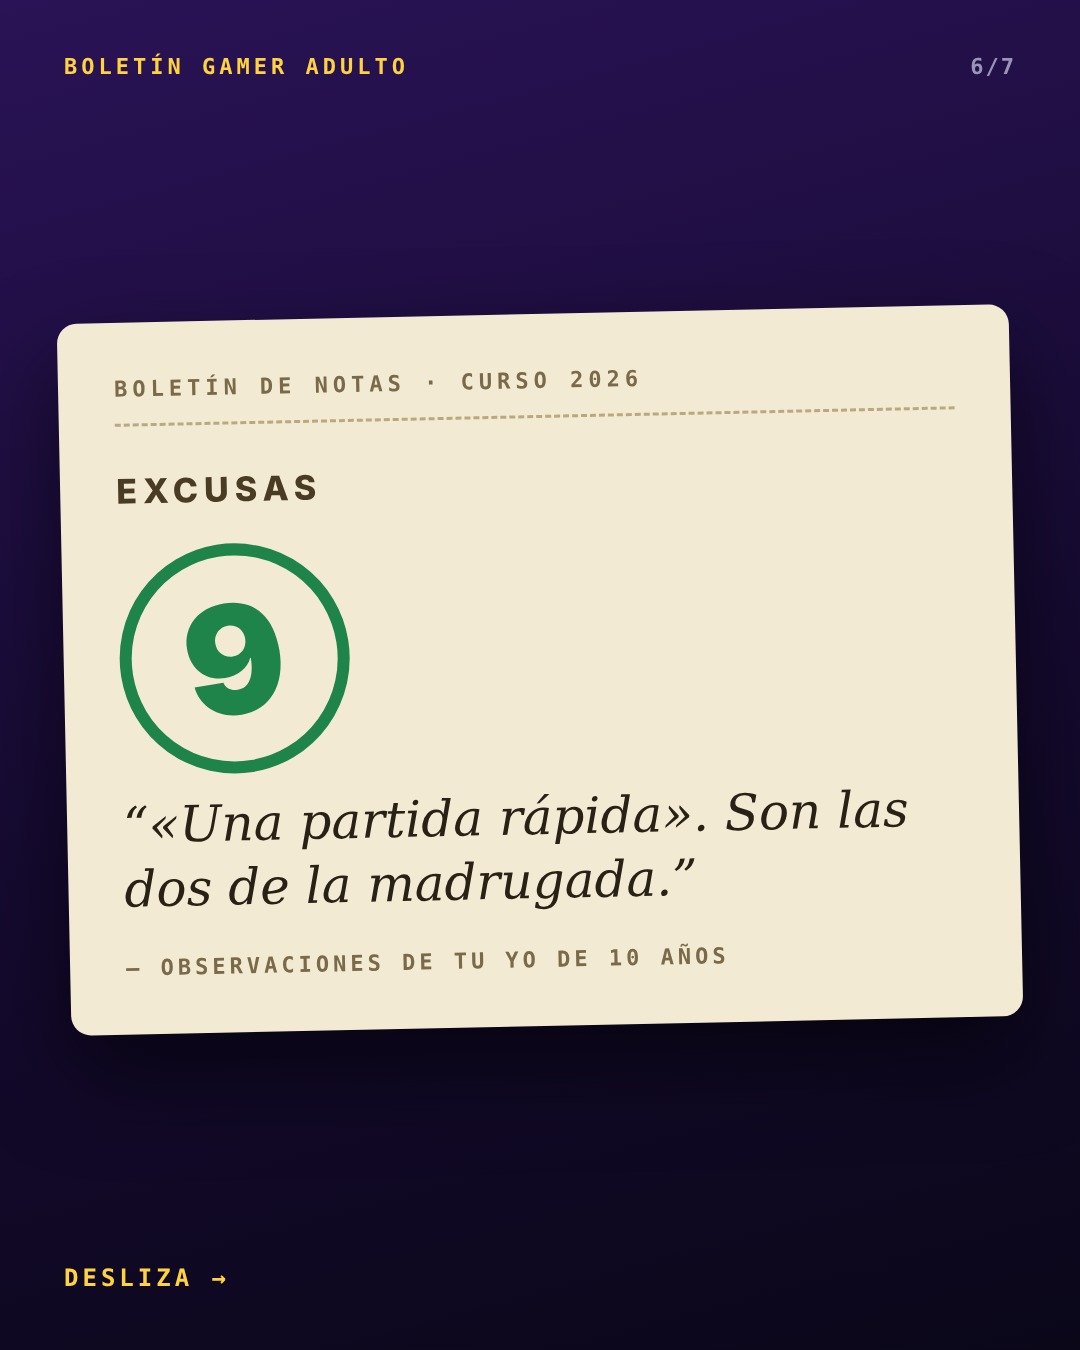 BOLETÍN GAMER ADULTO
6/7
BOLETÍN DE NOTAS · CURSO 2026
EXCUSAS
9
“«Una partida rápida». Son las
dos de la madrugada.”
— OBSERVACIONES DE TU YO DE 10 AÑOS
DESLIZA →